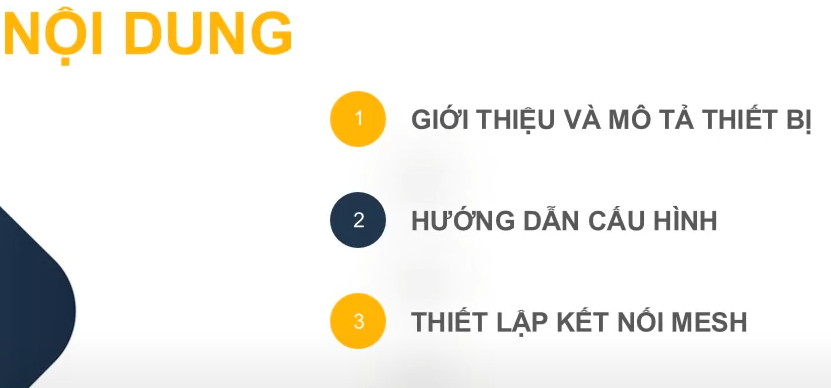 NỘI DUNG
1 GIỚI THIỆU VÀ MÔ TẢ THIẾT BỊ
2 HƯỚNG DẪN CẤU HÌNH
3 THIẾT LẬP KẾT NỐI MESH